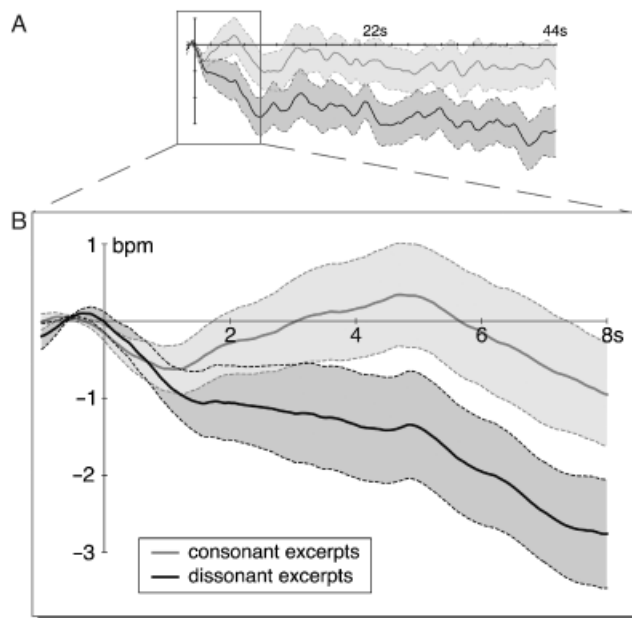 A
22s
44s
B
1
bpm
2
4
6
8s
-1
-2
-3
consonant excerpts
dissonant excerpts